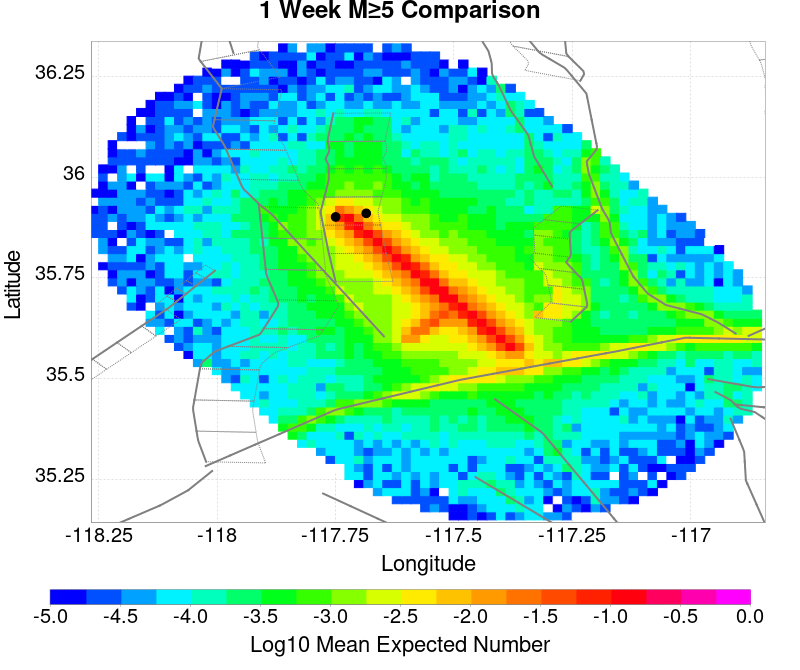 1 Week M≥5 Comparison
36.25
36
35.75
35.5
35.25
Latitude
-118.25 -118 -117.75 -117.5 -117.25 -117
Longitude
-5.0 -4.5 -4.0 -3.5 -3.0 -2.5 -2.0 -1.5 -1.0 -0.5 0.0
Log10 Mean Expected Number